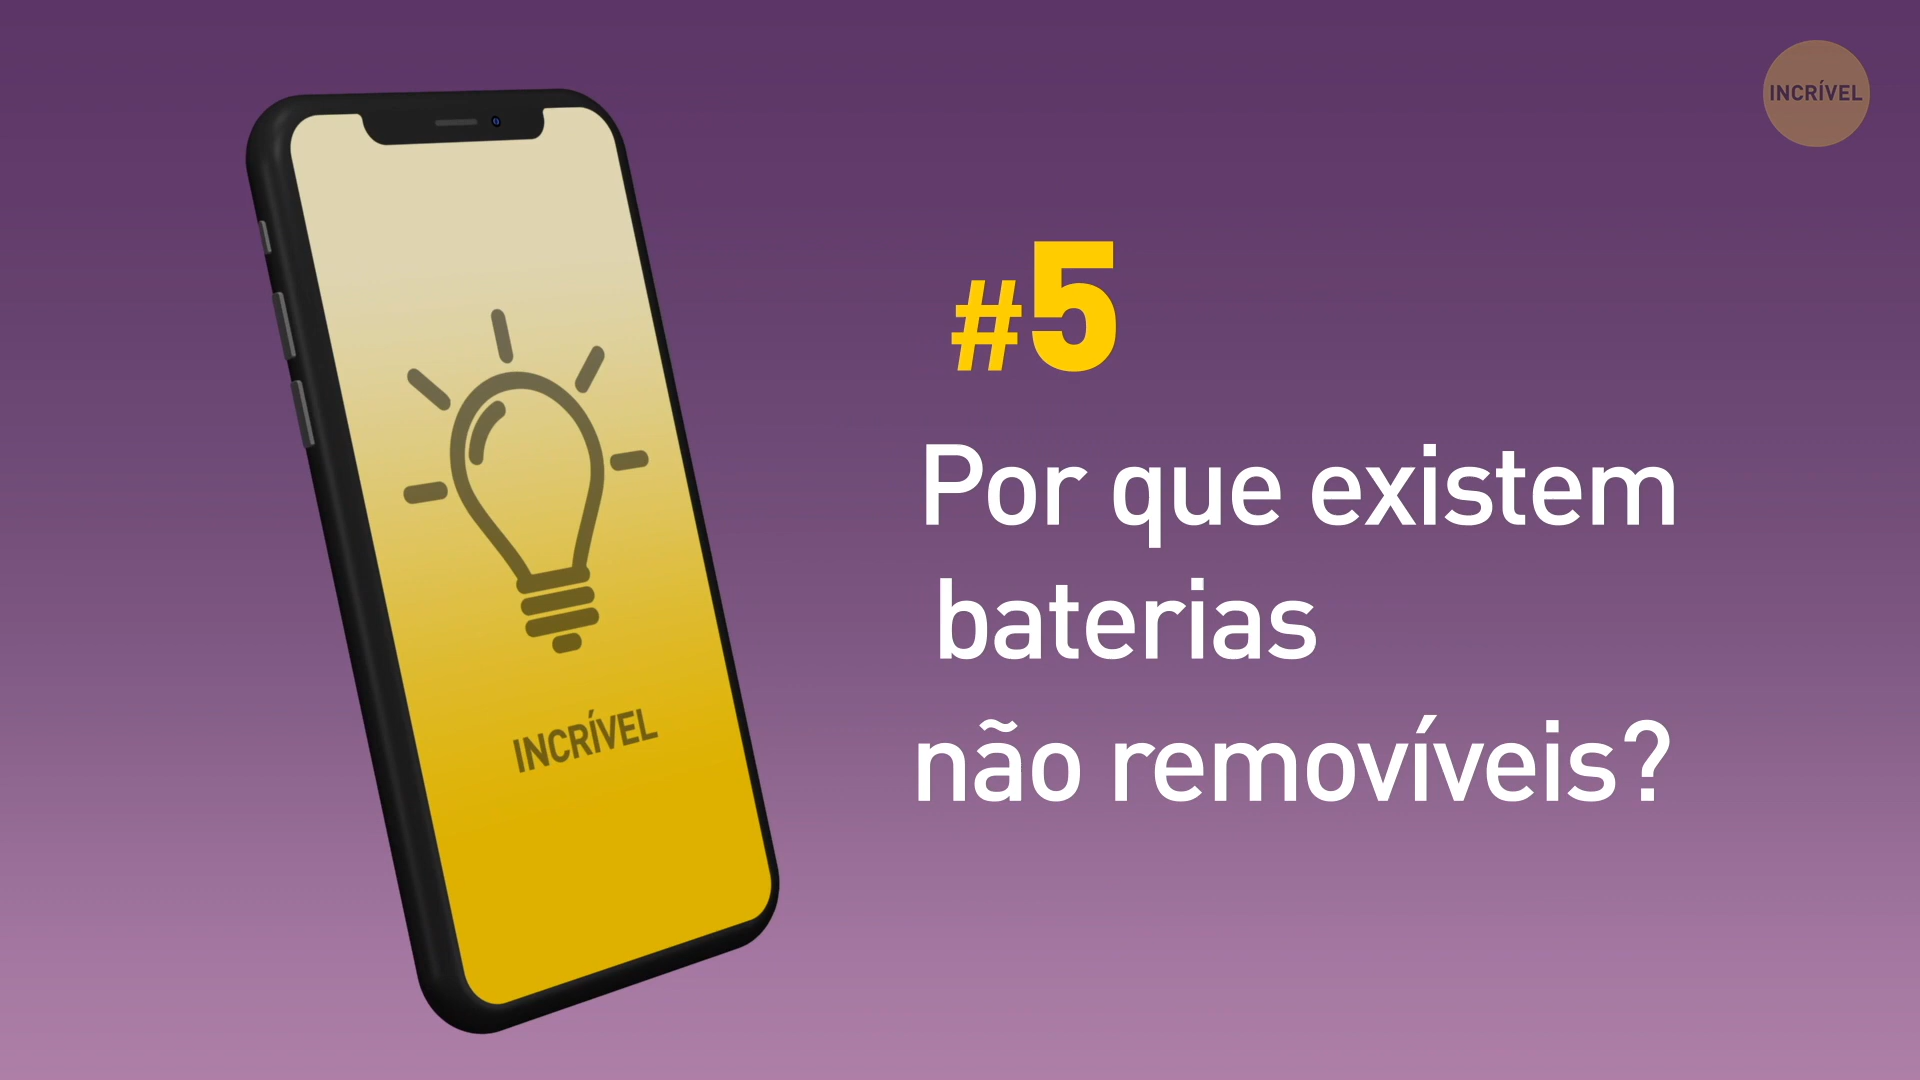 INCRÍVEL
#5
Por que existem
baterias
não removíveis?
INCRÍVEL